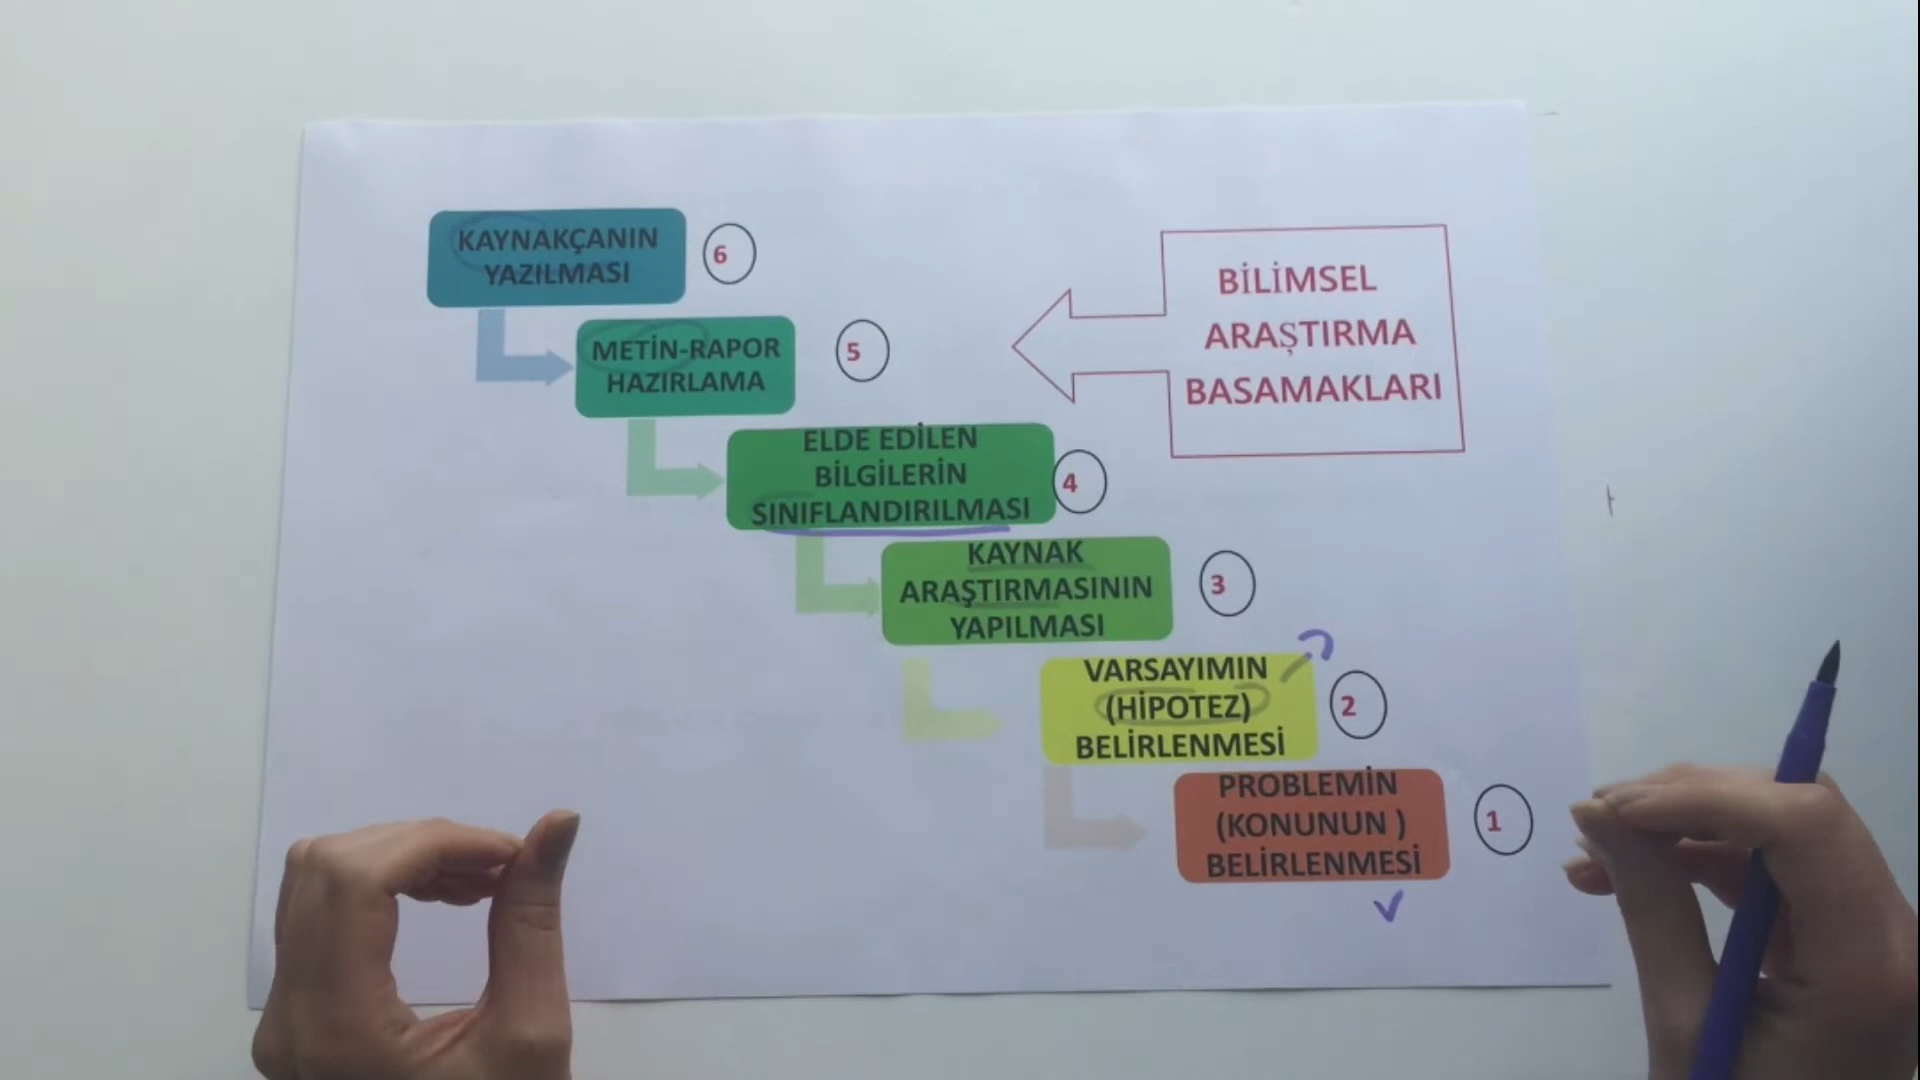 KAYNAKÇANIN
YAZILMASI
6
METİN-RAPOR
HAZIRLAMA
5
BİLİMSEL
ARAŞTIRMA
BASAMAKLARI
ELDE EDİLEN
BİLGİLERİN
SINIFLANDIRILMASI
4
KAYNAK
ARAŞTIRMASININ
YAPILMASI
3
VARSAYIMIN
(HİPOTEZ)
BELİRLENMESİ
2
PROBLEMİN
(KONUNUN )
BELİRLENMESİ
1